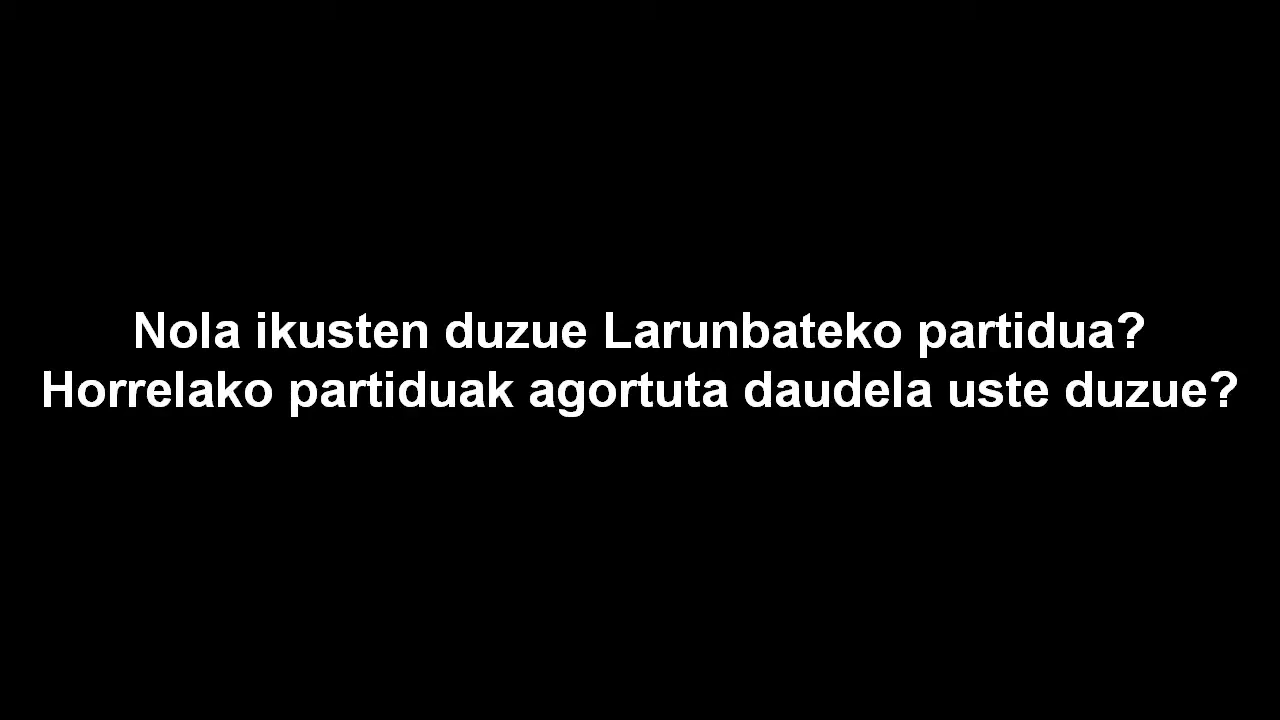 Nola ikusten duzue Larunbateko partidua?
Horrelako partiduak agortuta daudela uste duzue?